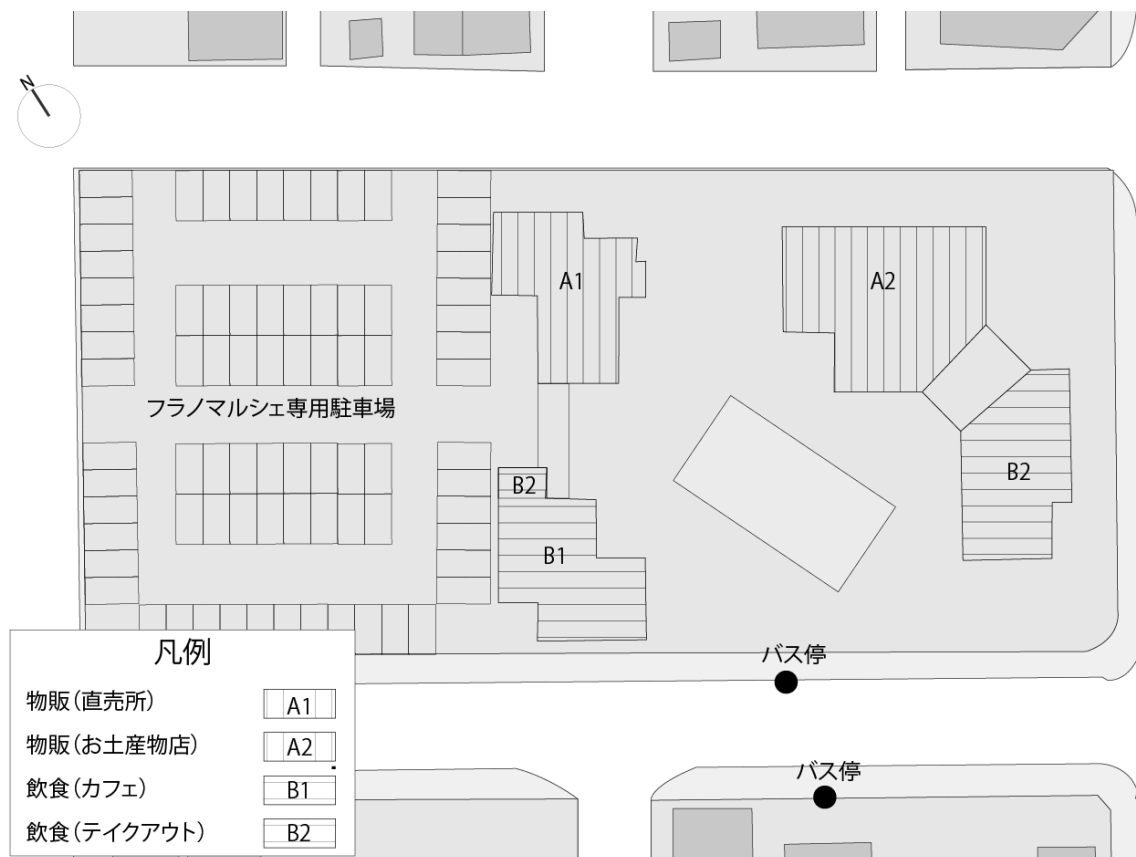 N
A1
A2
フラノマルシェ専用駐車場
B2
B2
B1
バス停
バス停
凡例
物販（直売所） A1
物販（お土産物店） A2
飲食（カフェ） B1
飲食（テイクアウト） B2